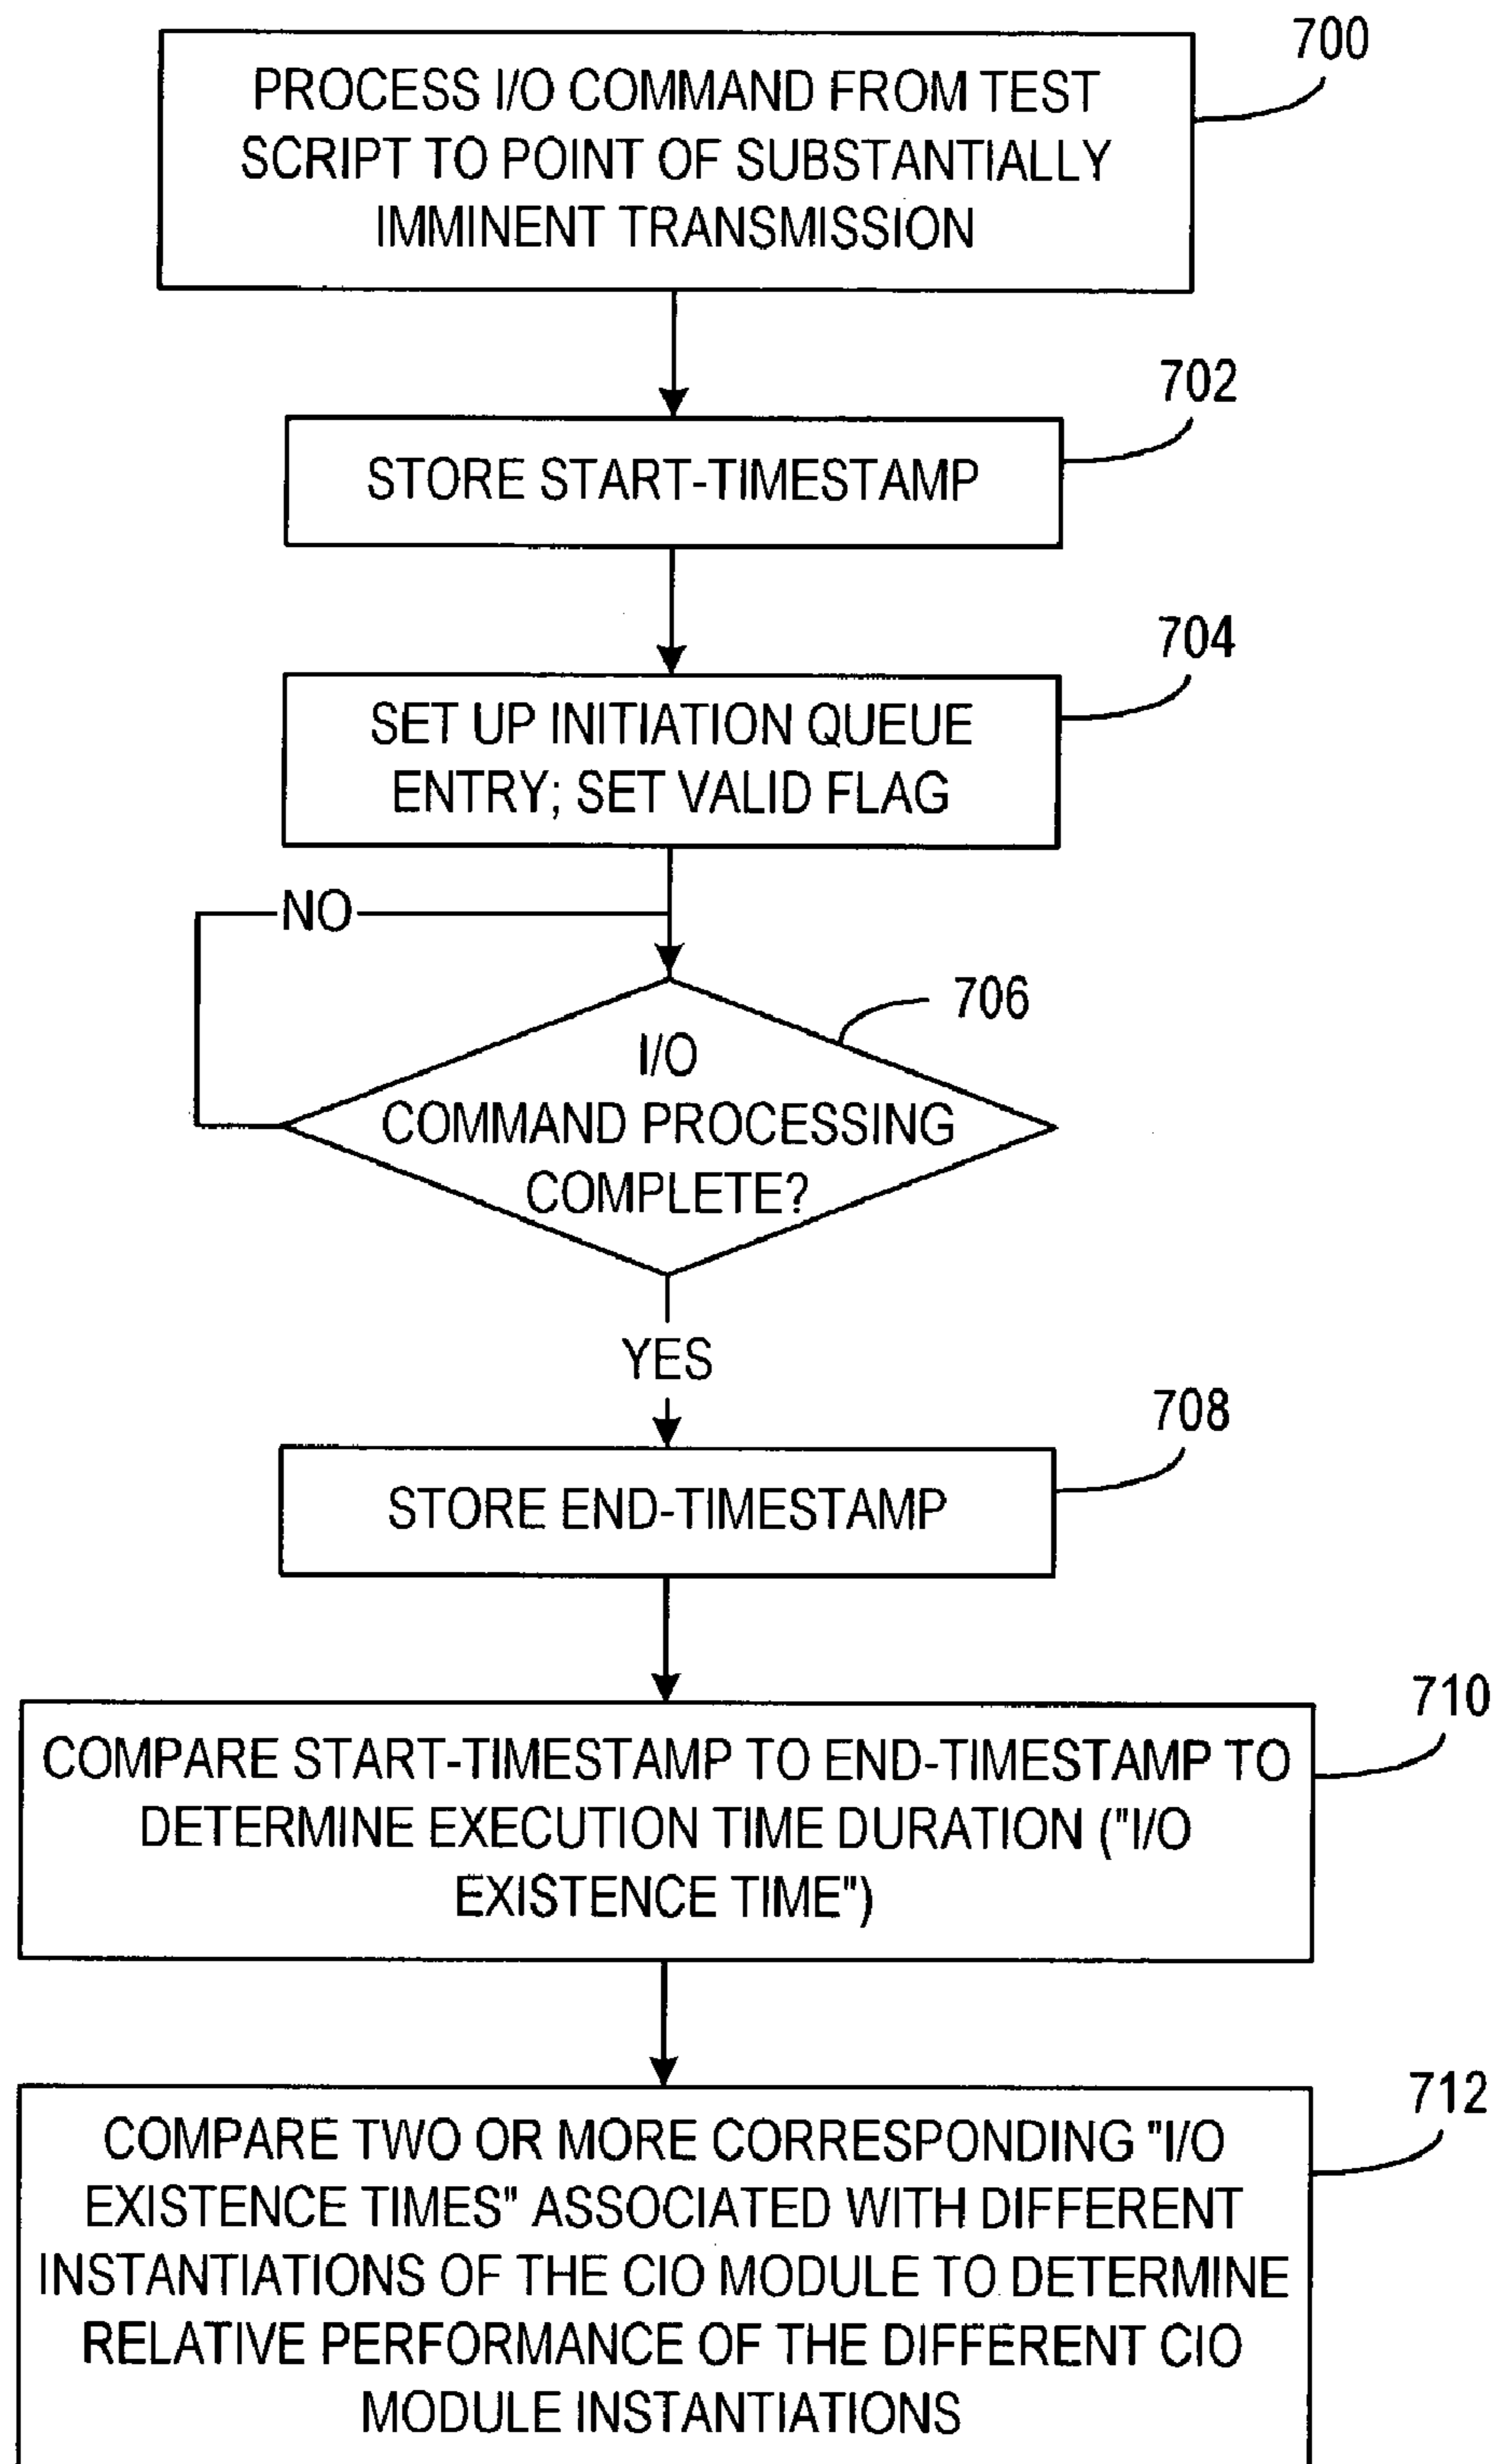 700
PROCESS I/O COMMAND FROM TEST
SCRIPT TO POINT OF SUBSTANTIALLY
IMMINENT TRANSMISSION
702
STORE START-TIMESTAMP
704
SET UP INITIATION QUEUE
ENTRY; SET VALID FLAG
NO
706
I/O
COMMAND PROCESSING
COMPLETE?
YES
708
STORE END-TIMESTAMP
710
COMPARE START-TIMESTAMP TO END-TIMESTAMP TO
DETERMINE EXECUTION TIME DURATION ("I/O
EXISTENCE TIME")
712
COMPARE TWO OR MORE CORRESPONDING "I/O
EXISTENCE TIMES" ASSOCIATED WITH DIFFERENT
INSTANTIATIONS OF THE CIO MODULE TO DETERMINE
RELATIVE PERFORMANCE OF THE DIFFERENT CIO
MODULE INSTANTIATIONS